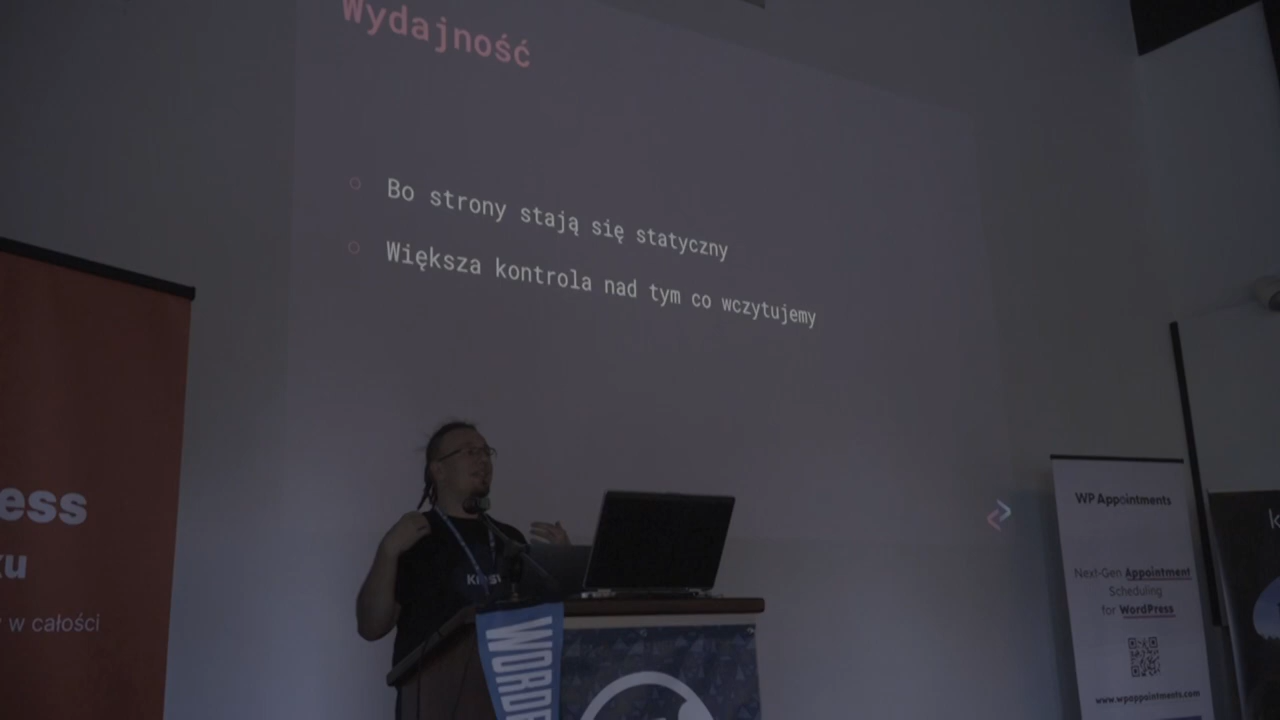 Wydajność
Bo strony stają się statyczny
Większa kontrola nad tym co wczytujemy
ess
ku
w całości
WP Appointments
Next-Gen Appointment
Scheduling
for WordPress
www.wpappointments.com
WORDP